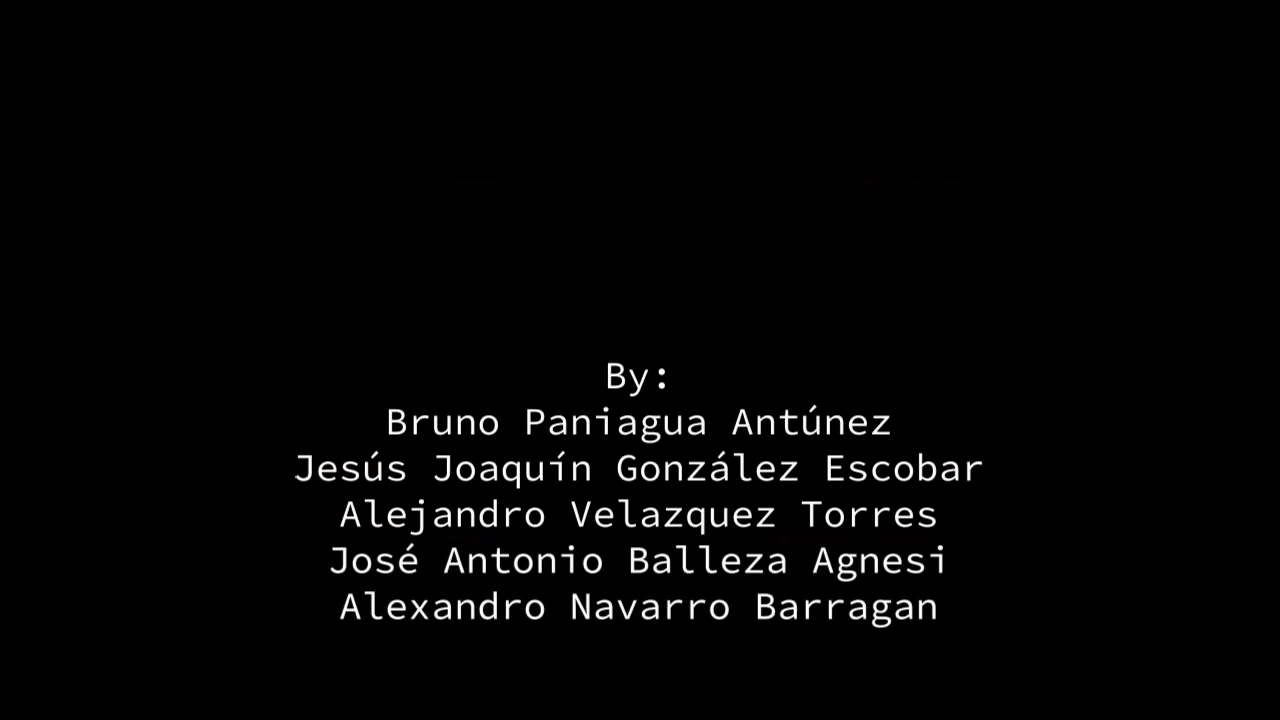 By:
Bruno Paniagua Antúnez
Jesús Joaquín González Escobar
Alejandro Velazquez Torres
José Antonio Balleza Agnesi
Alexandro Navarro Barragan